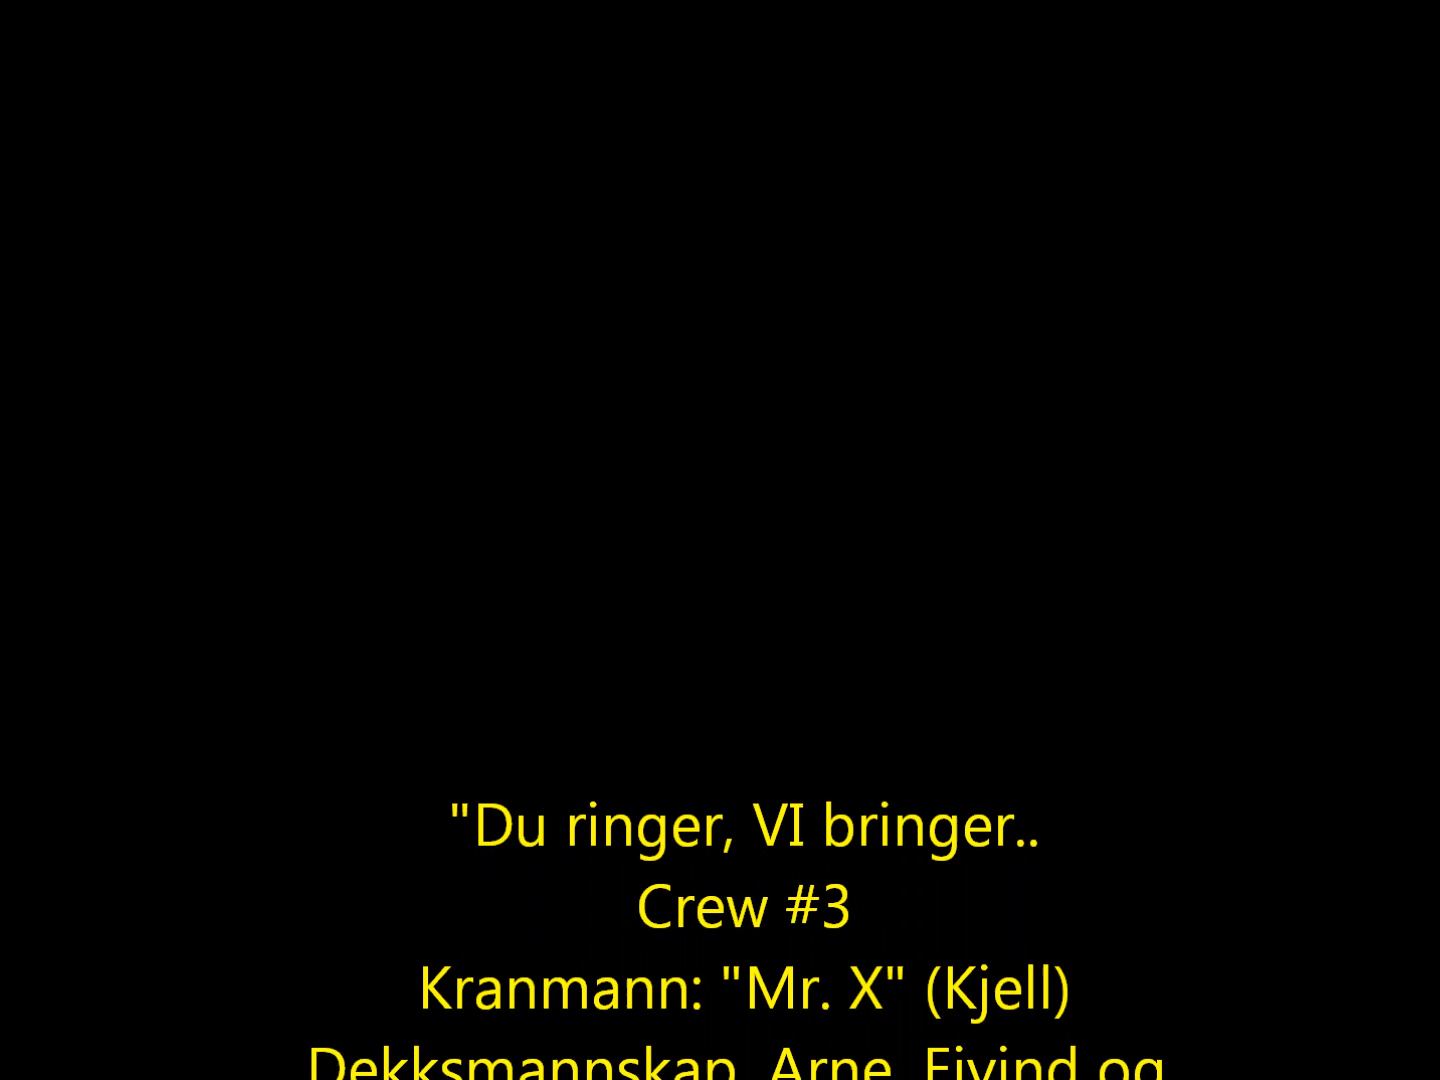 "Du ringer, VI bringer..
Crew #3
Kranmann: "Mr. X" (Kjell)
Dekksmannskap, Arne, Eivind og